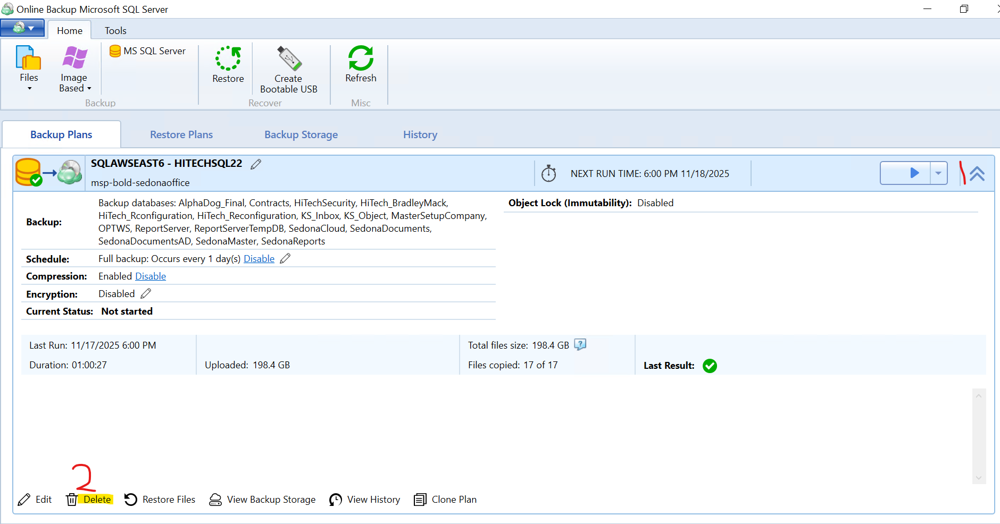 Online Backup Microsoft SQL Server
Home
Tools
Files
Image
Based
MS SQL Server
Backup
Restore
Create
Bootable USB
Recover
Refresh
Misc
Backup Plans
Restore Plans
Backup Storage
History
SQLAWSEAST6 - HITECHSQL22
msp-bold-sedonaoffice
NEXT RUN TIME: 6:00 PM 11/18/2025
1
Backup:
Backup databases: AlphaDog_Final, Contracts, HiTechSecurity, HiTech_BradleyMack,
HiTech_Rconfiguration, HiTech_Reconfiguration, KS_Inbox, KS_Object, MasterSetupCompany,
OPTWS, ReportServer, ReportServerTempDB, SedonaCloud, SedonaDocuments,
SedonaDocumentsAD, SedonaMaster, SedonaReports
Object Lock (Immutability): Disabled
Schedule: Full backup: Occurs every 1 day(s) Disable
Compression: Enabled Disable
Encryption: Disabled
Current Status: Not started
Last Run: 11/17/2025 6:00 PM
Duration: 01:00:27
Uploaded: 198.4 GB
Total files size: 198.4 GB
Files copied: 17 of 17
Last Result:
2
Edit
Delete
Restore Files
View Backup Storage
View History
Clone Plan